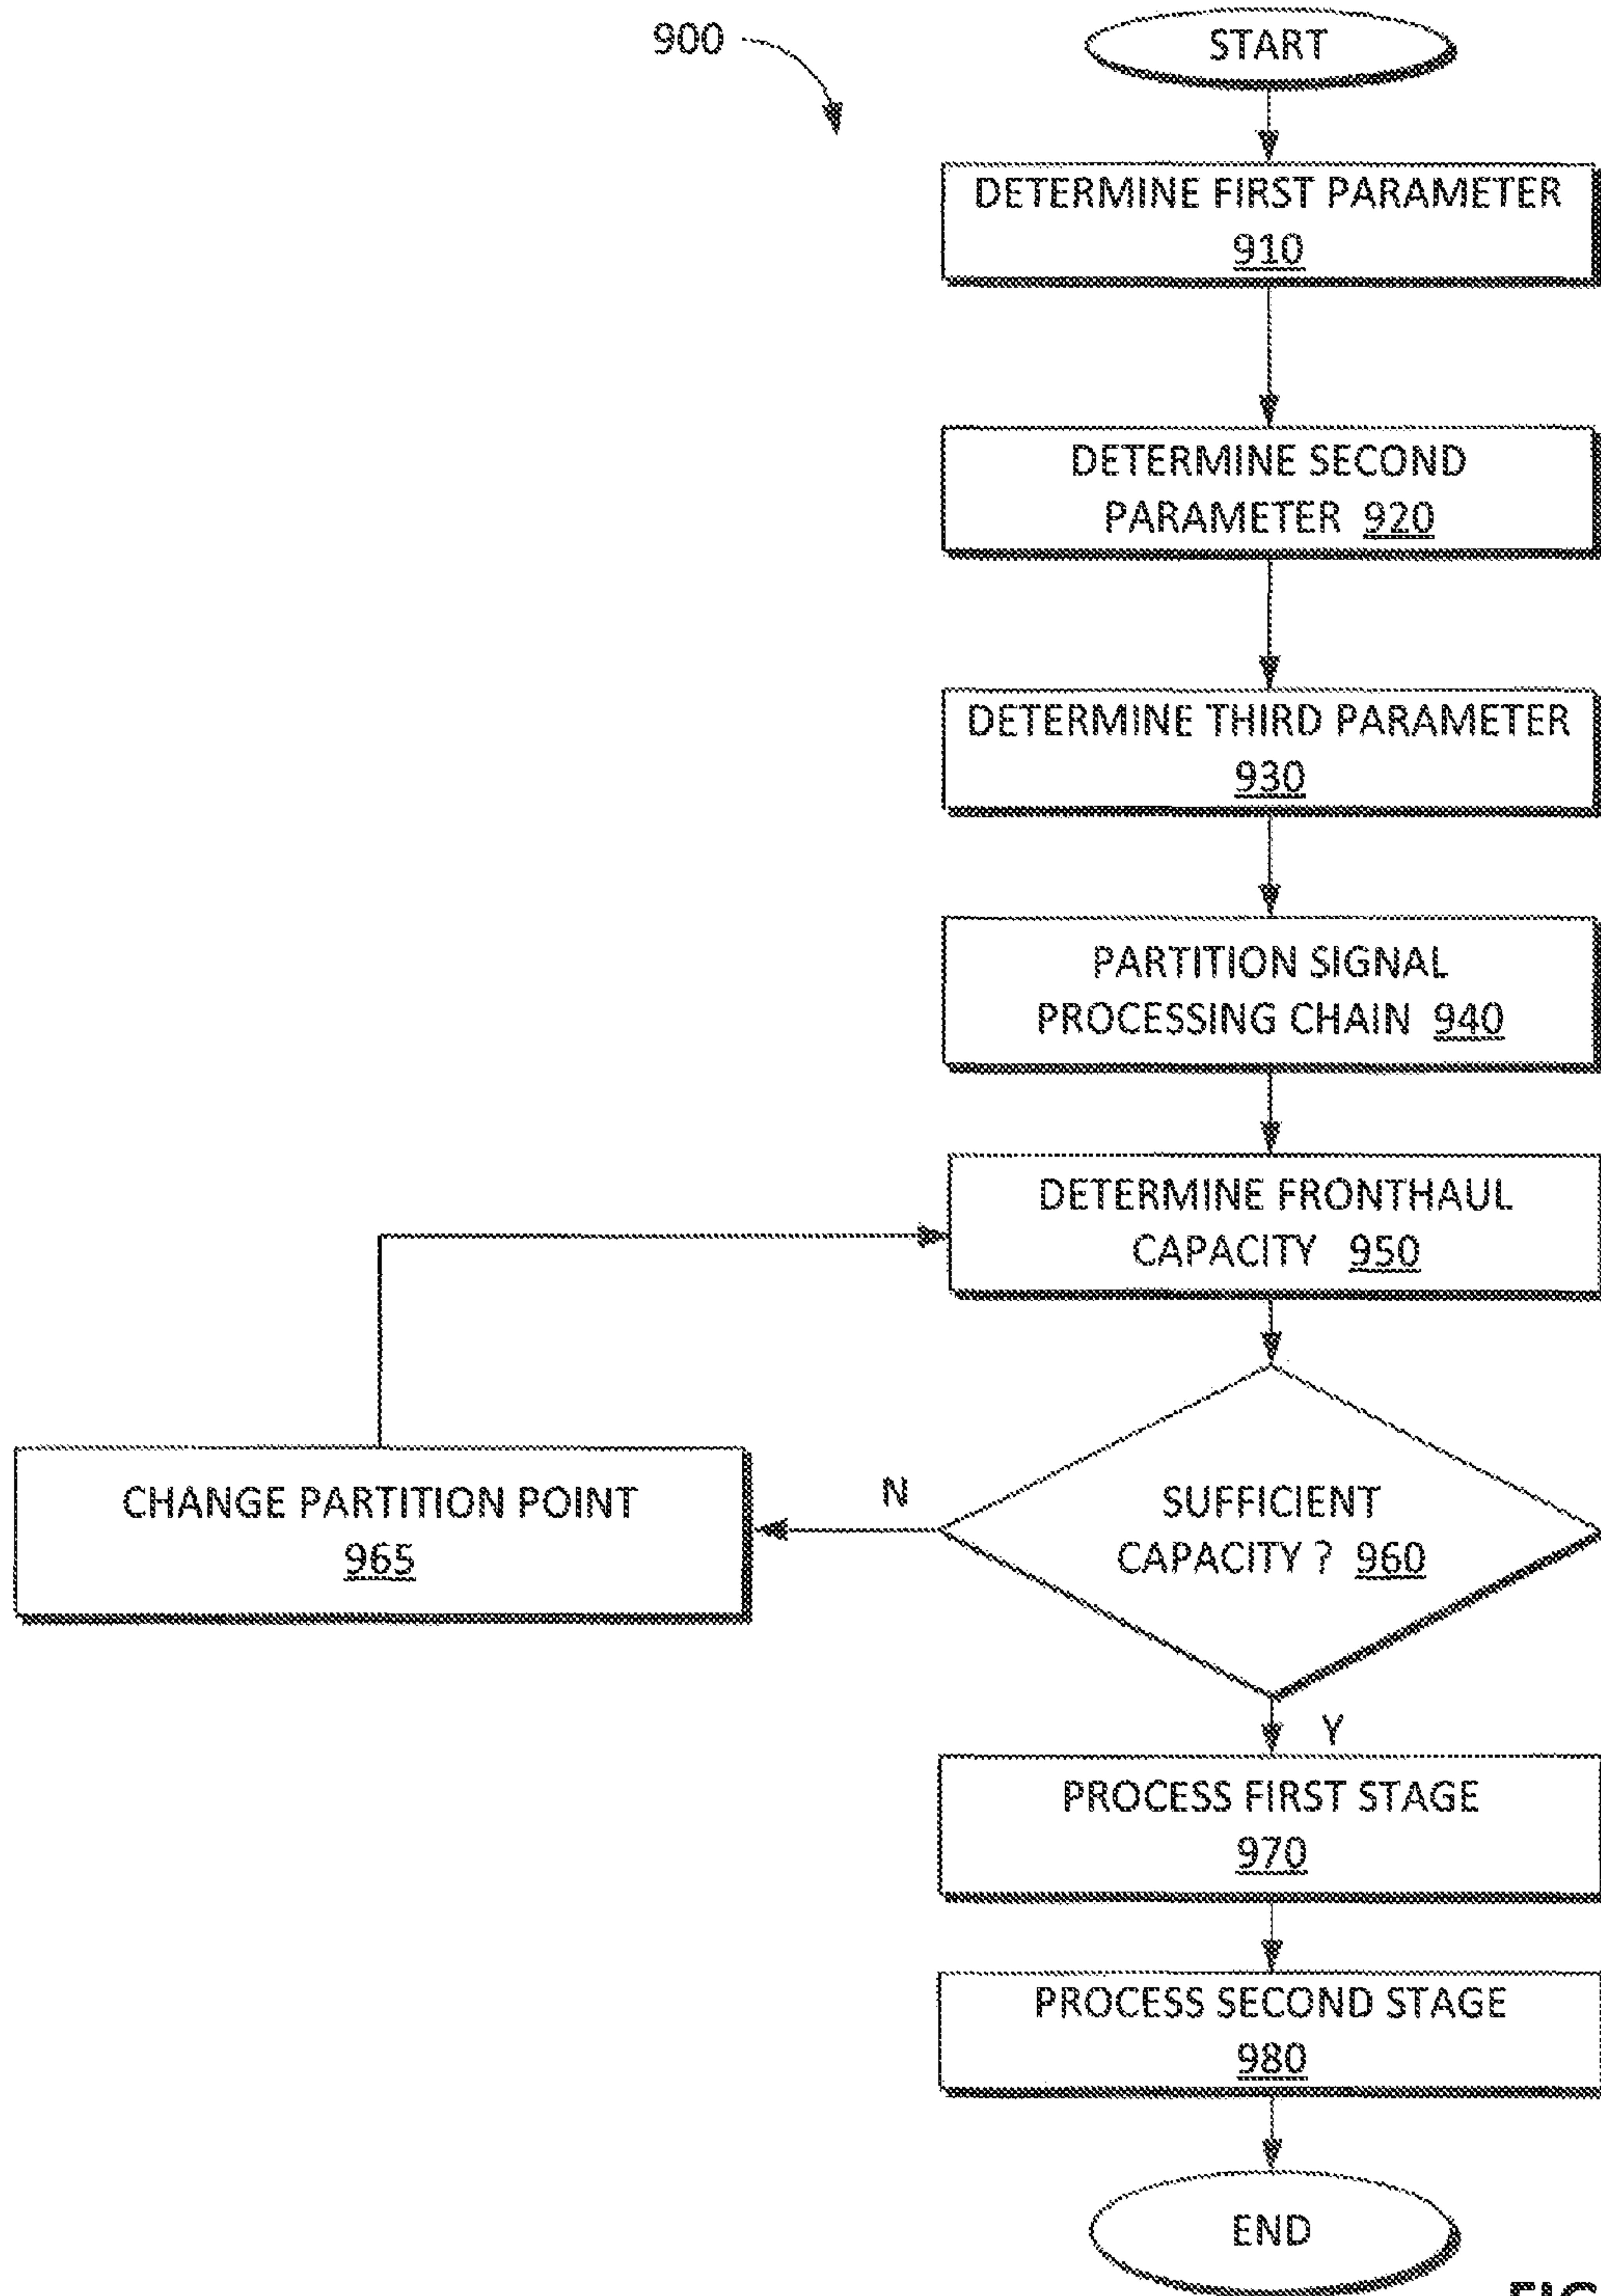 900
START
DETERMINE FIRST PARAMETER
910
DETERMINE SECOND
PARAMETER 920
DETERMINE THIRD PARAMETER
930
PARTITION SIGNAL
PROCESSING CHAIN 940
DETERMINE FRONTHAUL
CAPACITY 950
SUFFICIENT
CAPACITY ? 960
N
CHANGE PARTITION POINT
965
Y
PROCESS FIRST STAGE
970
PROCESS SECOND STAGE
980
END